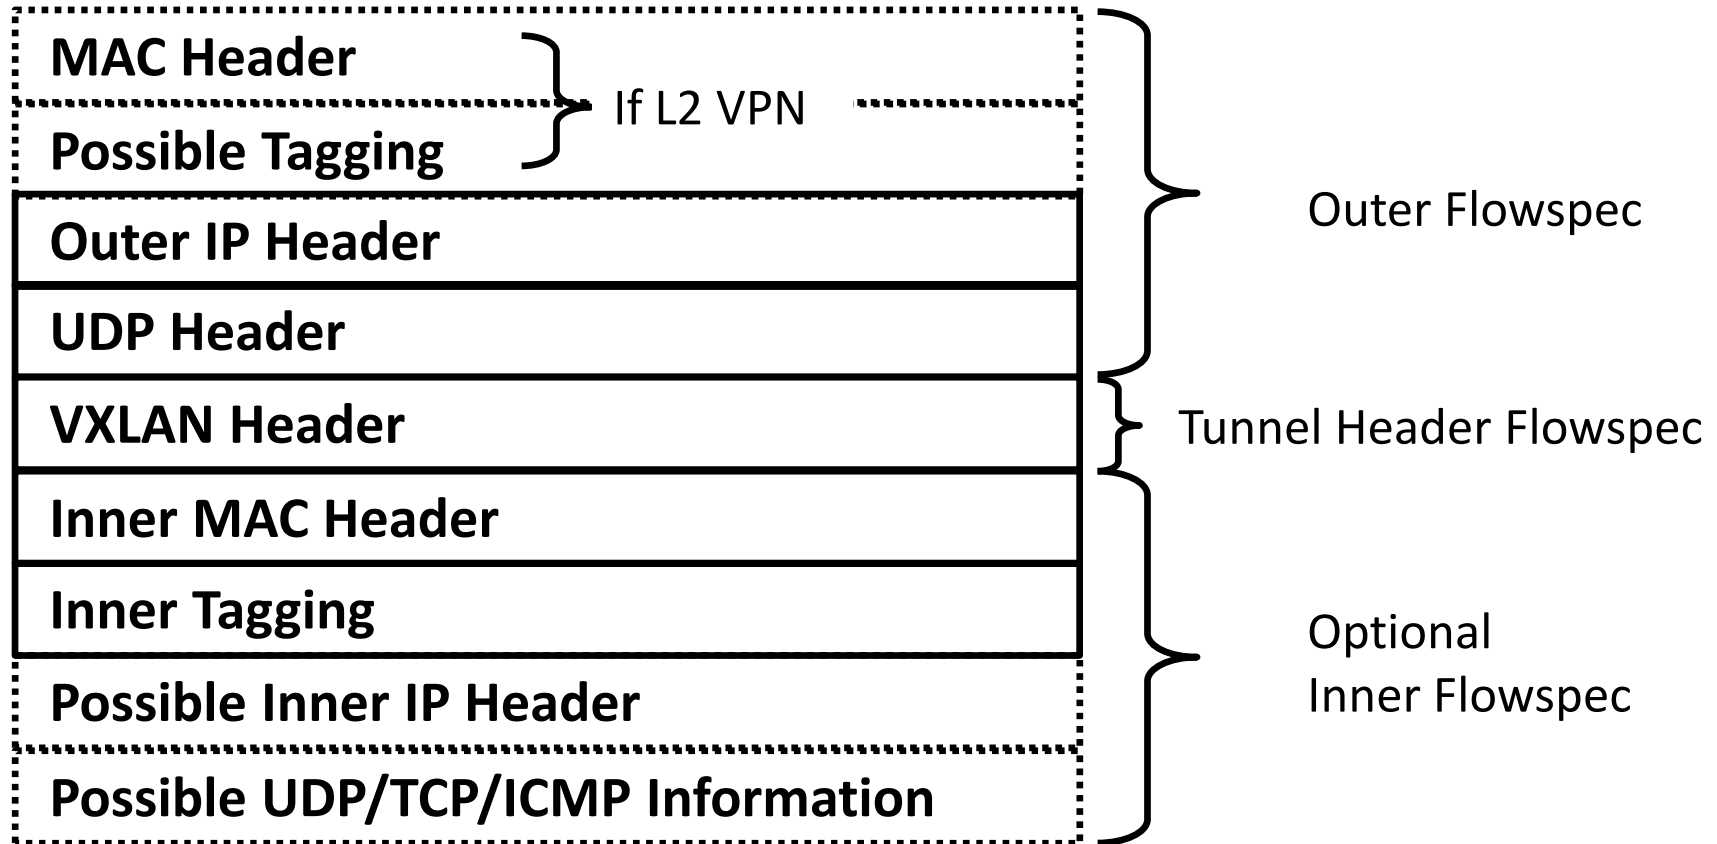 MAC Header
If L2 VPN
Possible Tagging
Outer IP Header
Outer Flowspec
UDP Header
VXLAN Header
Tunnel Header Flowspec
Inner MAC Header
Inner Tagging
Optional
Inner Flowspec
Possible Inner IP Header
Possible UDP/TCP/ICMP Information